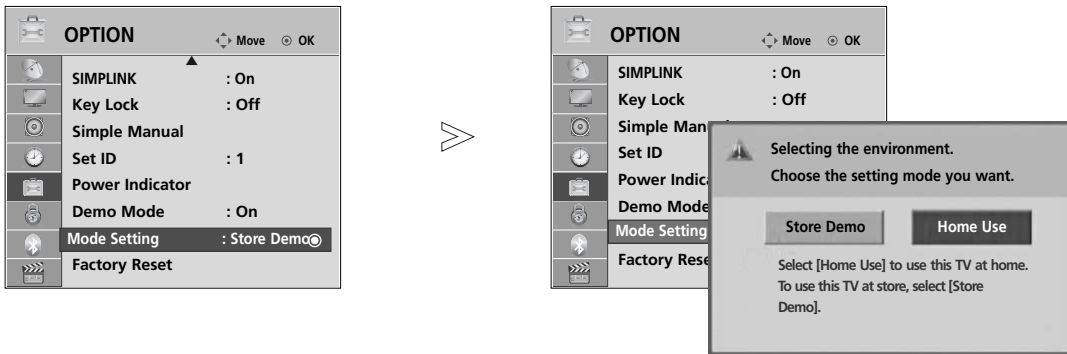 OPTION
Move
OK
SIMPLINK : On
Key Lock : Off
Simple Manual
Set ID : 1
Power Indicator
Demo Mode : On
Mode Setting : Store Demo
Factory Reset
OPTION
Move
OK
SIMPLINK : On
Key Lock : Off
Simple Man
Set ID
Power Indic
Demo Mode
Mode Setting
Factory Rese
Selecting the environment.
Choose the setting mode you want.
Store Demo
Home Use
Select [Home Use] to use this TV at home.
To use this TV at store, select [Store
Demo].